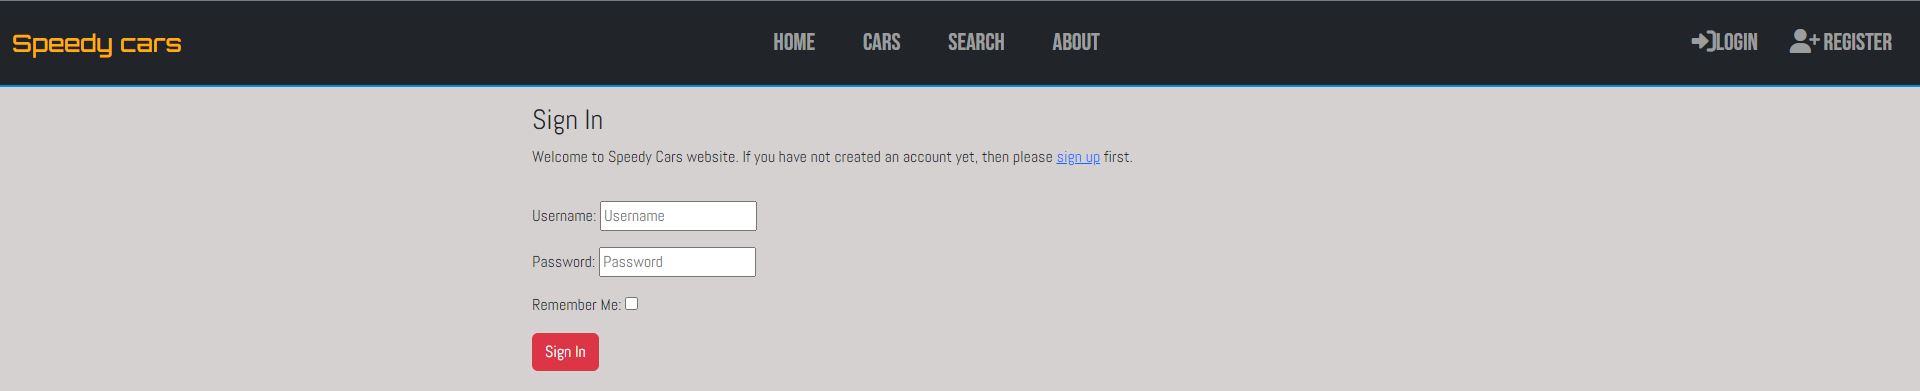 Speedy cars HOME CARS SEARCH ABOUT LOGIN REGISTER
Sign In
Welcome to Speedy Cars website. If you have not created an account yet, then please sign up first.
Username: Username
Password: Password
Remember Me:
Sign In